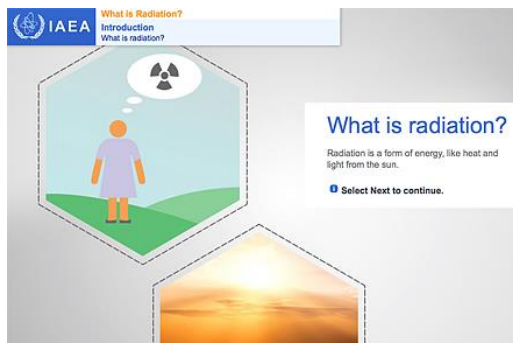 IAEA
What is Radiation?
Introduction
What is radiation?
What is radiation?
Radiation is a form of energy, like heat and
light from the sun.
i Select Next to continue.